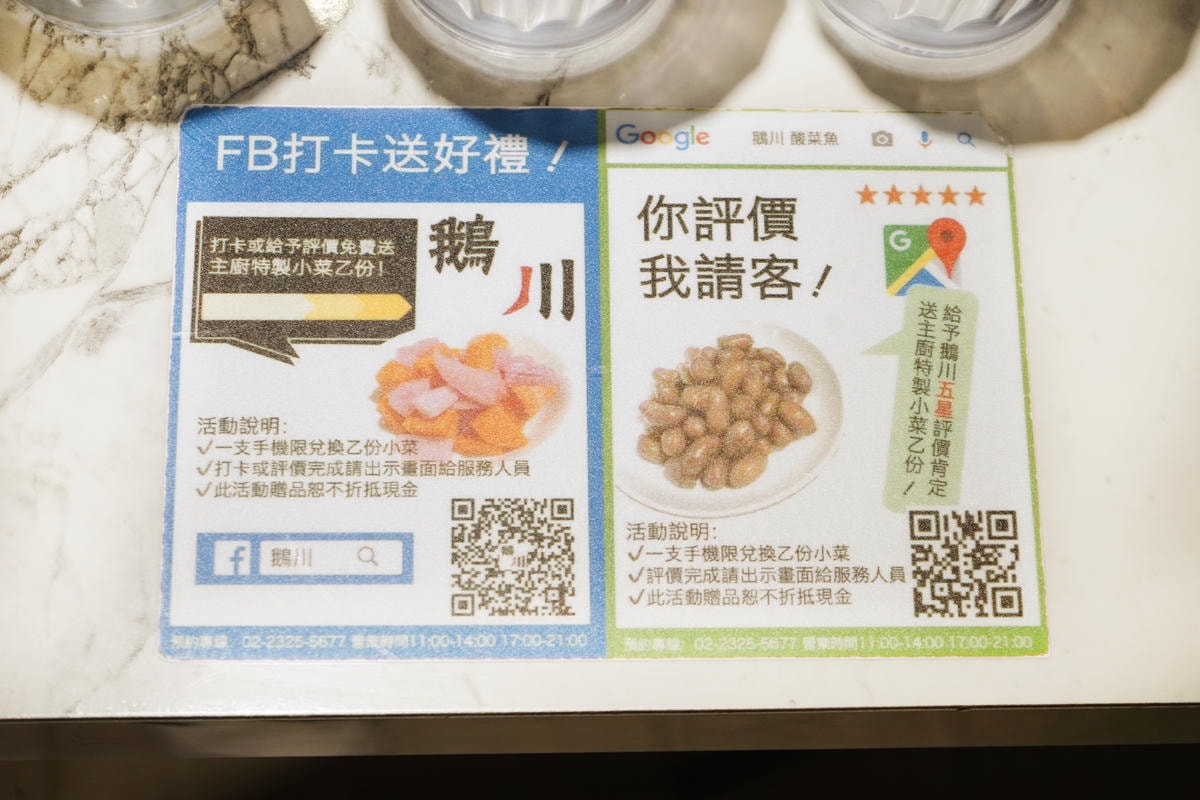 FB打卡送好禮！
打卡或給予評價免費送
主廚特製小菜乙份！
鵝川
活動說明:
✓一支手機限兌換乙份小菜
✓打卡或評價完成請出示畫面給服務人員
✓此活動贈品恕不折抵現金
f 鵝川
預約專線: 02-2325-5677 營業時間11:00-14:00 17:00-21:00
Google 鵝川 酸菜魚
你評價
我請客！
G
給予鵝川五星評價肯定
送主廚特製小菜乙份！
活動說明:
✓一支手機限兌換乙份小菜
✓評價完成請出示畫面給服務人員
✓此活動贈品恕不折抵現金
預約專線: 02-2325-5677 營業時間11:00-14:00 17:00-21:00